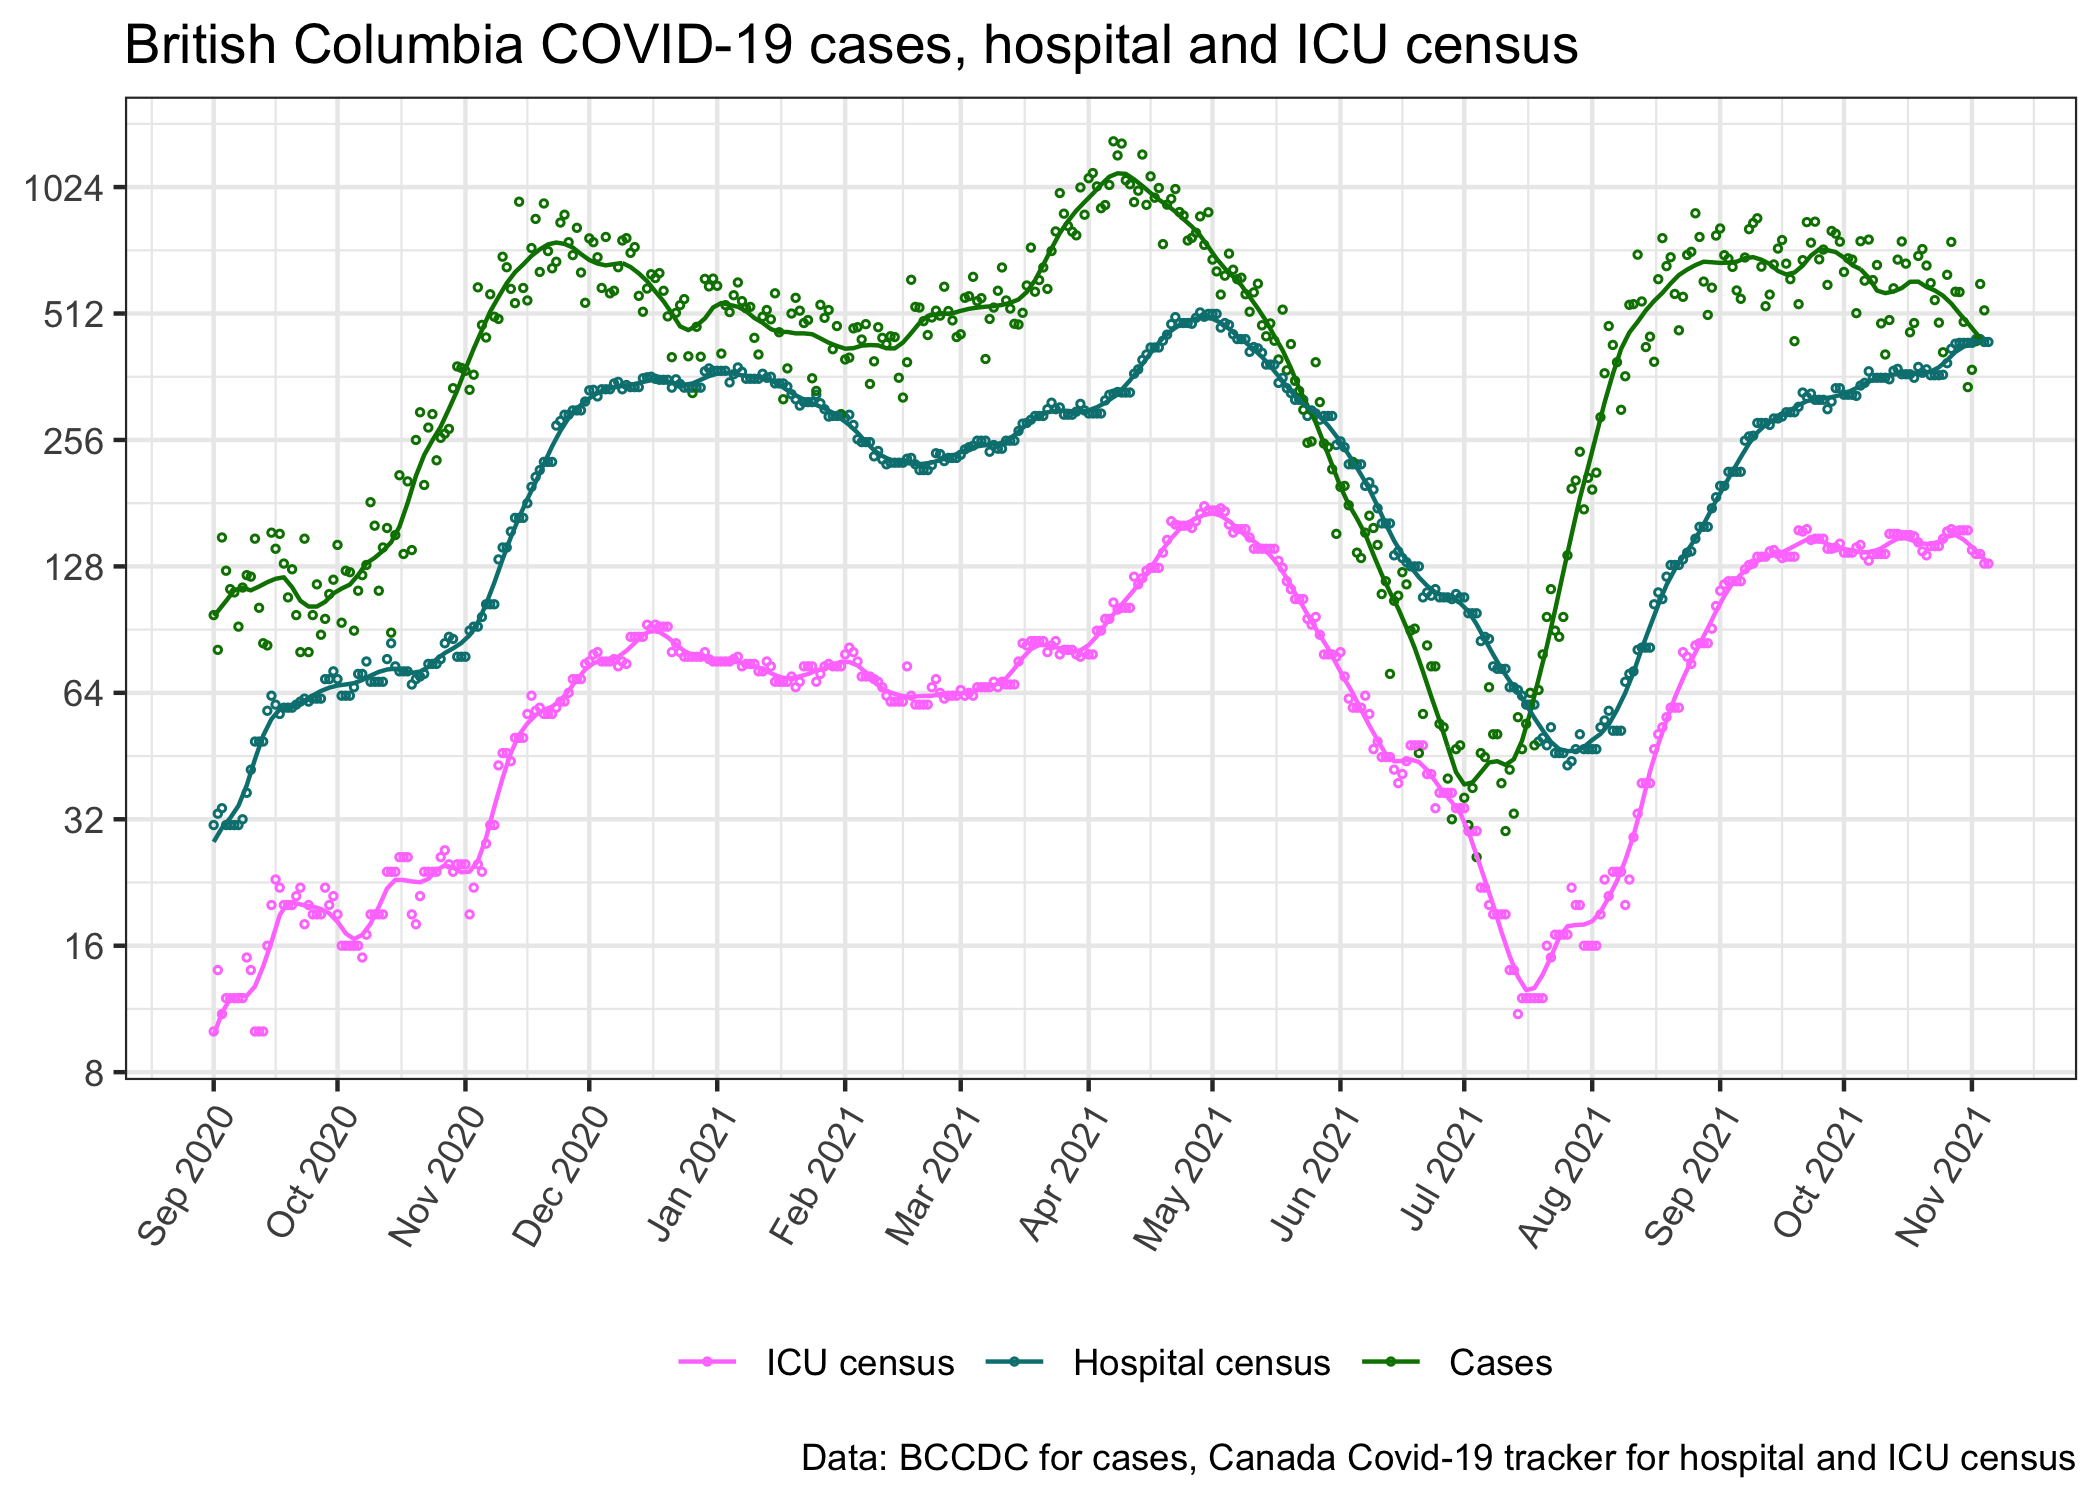 British Columbia COVID-19 cases, hospital and ICU census
1024
512
256
128
64
32
16
8
Sep 2020
Oct 2020
Nov 2020
Dec 2020
Jan 2021
Feb 2021
Mar 2021
Apr 2021
May 2021
Jun 2021
Jul 2021
Aug 2021
Sep 2021
Oct 2021
Nov 2021
ICU census Hospital census Cases
Data: BCCDC for cases, Canada Covid-19 tracker for hospital and ICU census